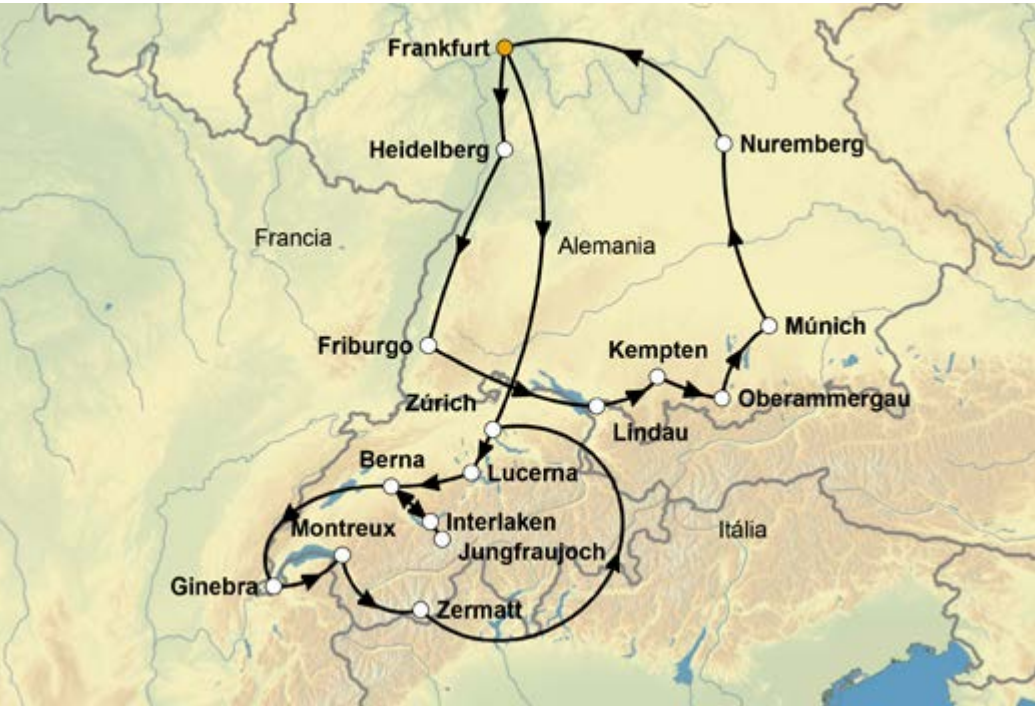 Frankfurt
Heidelberg
Nuremberg
Francia
Alemania
Múnich
Friburgo
Kempten
Oberammergau
Zúrich
Lindau
Berna
Lucerna
Montreux
Interlaken
Itália
Jungfraujoch
Ginebra
Zermatt